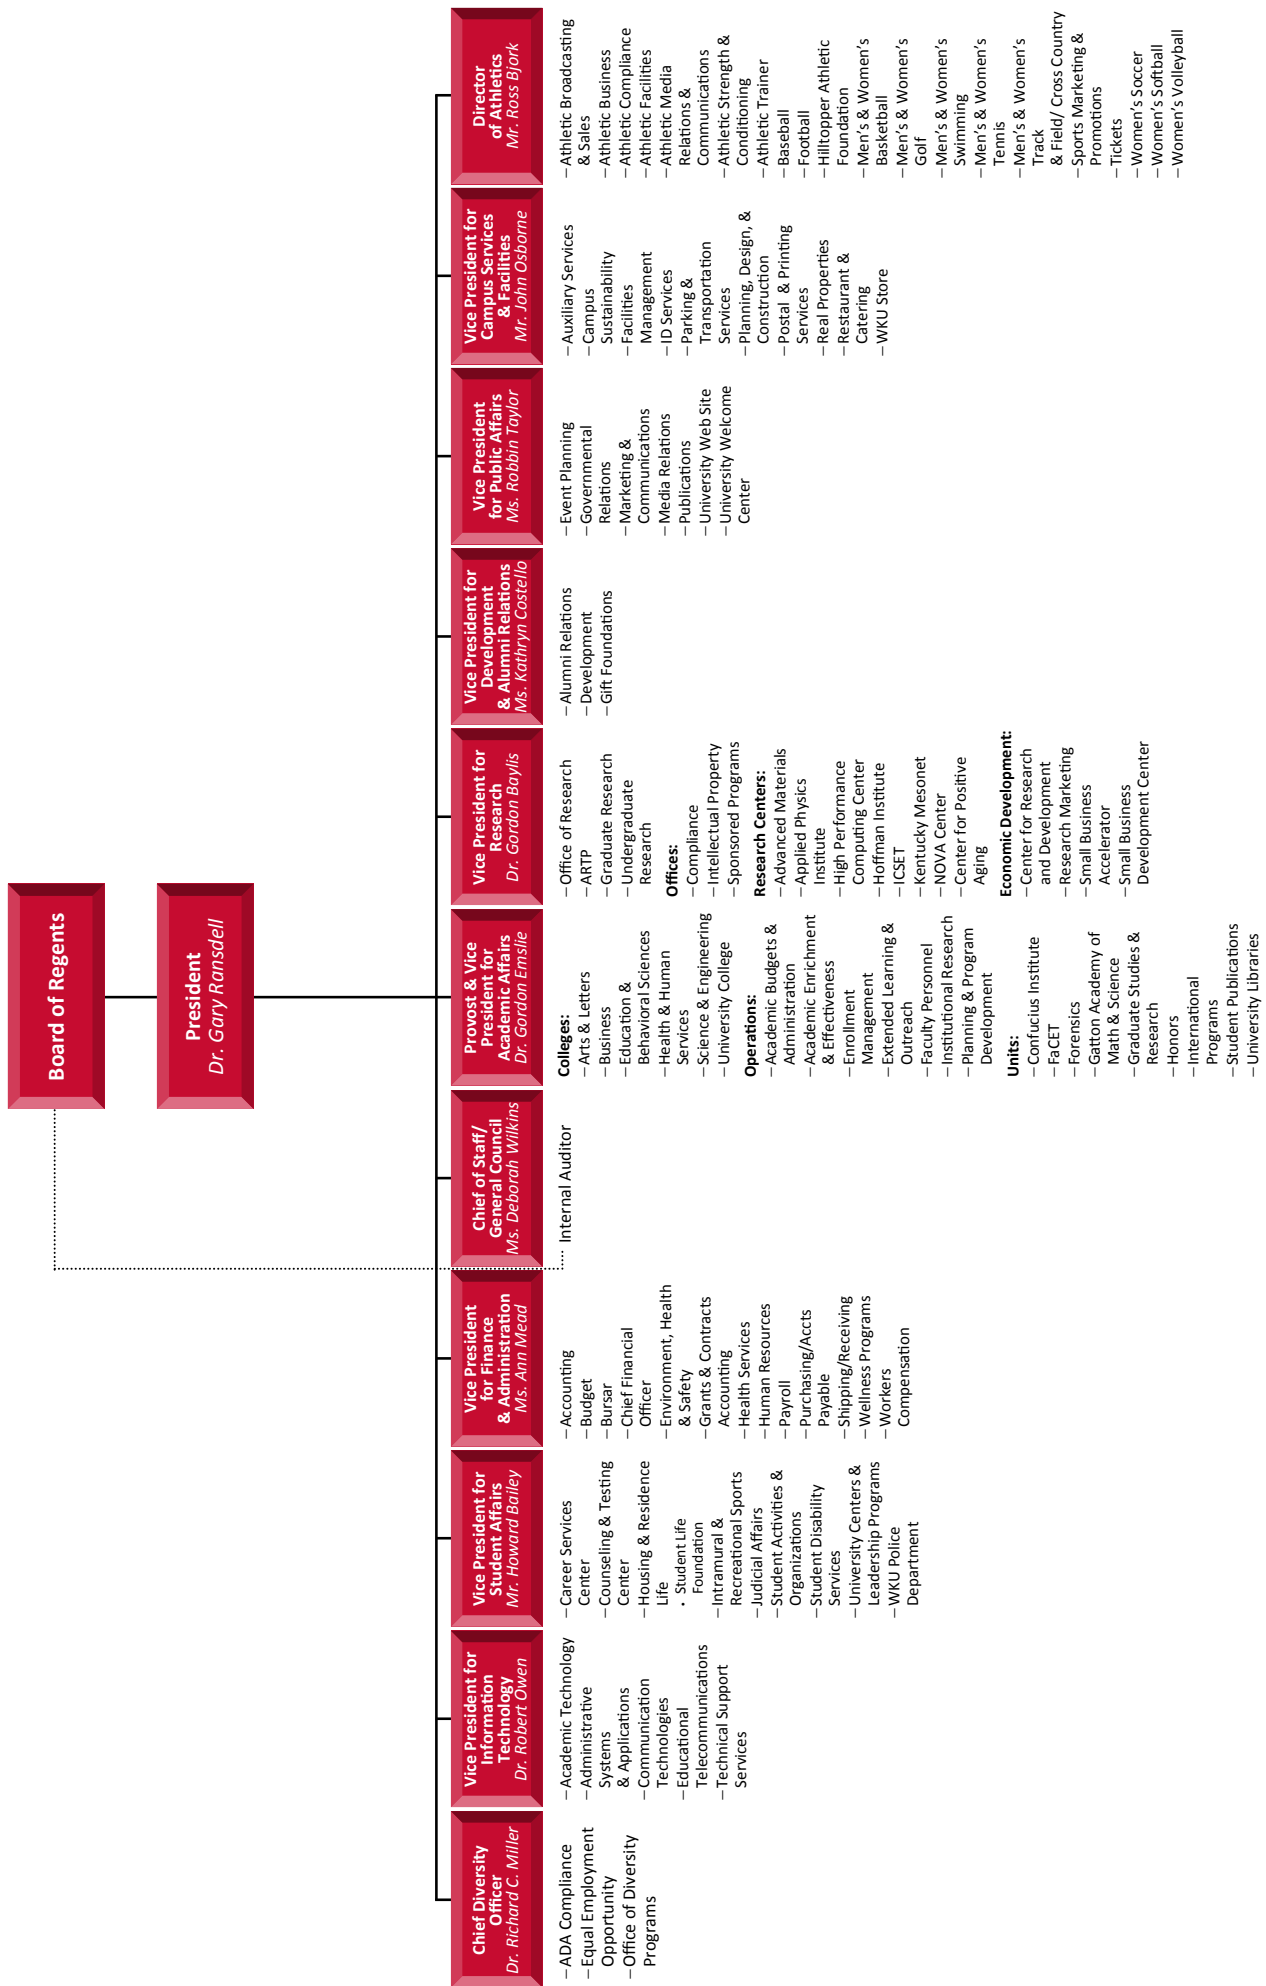 Board of Regents
President
Dr. Gary Ransdell
Chief Diversity
Officer
Dr. Richard C. Miller
– ADA Compliance
– Equal Employment
Opportunity
– Office of Diversity
Programs
Vice President for
Information
Technology
Dr. Robert Owen
– Academic Technology
– Administrative
Systems
& Applications
– Communication
Technologies
– Educational
Telecommunications
– Technical Support
Services
Vice President for
Student Affairs
Mr. Howard Bailey
– Career Services
Center
– Counseling & Testing
Center
– Housing & Residence
Life
• Student Life
Foundation
– Intramural &
Recreational Sports
– Judicial Affairs
– Student Activities &
Organizations
– Student Disability
Services
– University Centers &
Leadership Programs
– WKU Police
Department
Vice President
for Finance
& Administration
Ms. Ann Mead
– Accounting
– Budget
– Bursar
– Chief Financial
Officer
– Environment, Health
& Safety
– Grants & Contracts
Accounting
– Health Services
– Human Resources
– Payroll
– Purchasing/Accts
Payable
– Shipping/Receiving
– Wellness Programs
– Workers
Compensation
Chief of Staff/
General Council
Ms. Deborah Wilkins
Internal Auditor
Provost & Vice
President for
Academic Affairs
Dr. Gordon Emslie
Colleges:
– Arts & Letters
– Business
– Education &
Behavioral Sciences
– Health & Human
Services
– Science & Engineering
– University College
Operations:
– Academic Budgets &
Administration
– Academic Enrichment
& Effectiveness
– Enrollment
Management
– Extended Learning &
Outreach
– Faculty Personnel
– Institutional Research
– Planning & Program
Development
Units:
– Confucius Institute
– FaCET
– Forensics
– Gatton Academy of
Math & Science
– Graduate Studies &
Research
– Honors
– International
Programs
– Student Publications
– University Libraries
Vice President for
Research
Dr. Gordon Baylis
– Office of Research
– ARTP
– Graduate Research
– Undergraduate
Research
Offices:
– Compliance
– Intellectual Property
– Sponsored Programs
Research Centers:
– Advanced Materials
– Applied Physics
Institute
– High Performance
Computing Center
– Hoffman Institute
– ICSET
– Kentucky Mesonet
– NOVA Center
– Center for Positive
Aging
Economic Development:
– Center for Research
and Development
– Research Marketing
– Small Business
Accelerator
– Small Business
Development Center
Vice President for
Development
& Alumni Relations
Ms. Kathryn Costello
– Alumni Relations
– Development
– Gift Foundations
Vice President
for Public Affairs
Ms. Robbin Taylor
– Event Planning
– Governmental
Relations
– Marketing &
Communications
– Media Relations
– Publications
– University Web Site
– University Welcome
Center
Vice President for
Campus Services
& Facilities
Mr. John Osborne
– Auxiliary Services
– Campus
Sustainability
– Facilities
Management
– ID Services
– Parking &
Transportation
Services
– Planning, Design, &
Construction
– Postal & Printing
Services
– Real Properties
– Restaurant &
Catering
– WKU Store
Director
of Athletics
Mr. Ross Bjork
– Athletic Broadcasting
& Sales
– Athletic Business
– Athletic Compliance
– Athletic Facilities
– Athletic Media
Relations &
Communications
– Athletic Strength &
Conditioning
– Athletic Trainer
– Baseball
– Football
– Hilltopper Athletic
Foundation
– Men's & Women's
Basketball
– Men's & Women's
Golf
– Men's & Women's
Swimming
– Men's & Women's
Tennis
– Men's & Women's
Track
& Field/ Cross Country
– Sports Marketing &
Promotions
– Tickets
– Women's Soccer
– Women's Softball
– Women's Volleyball